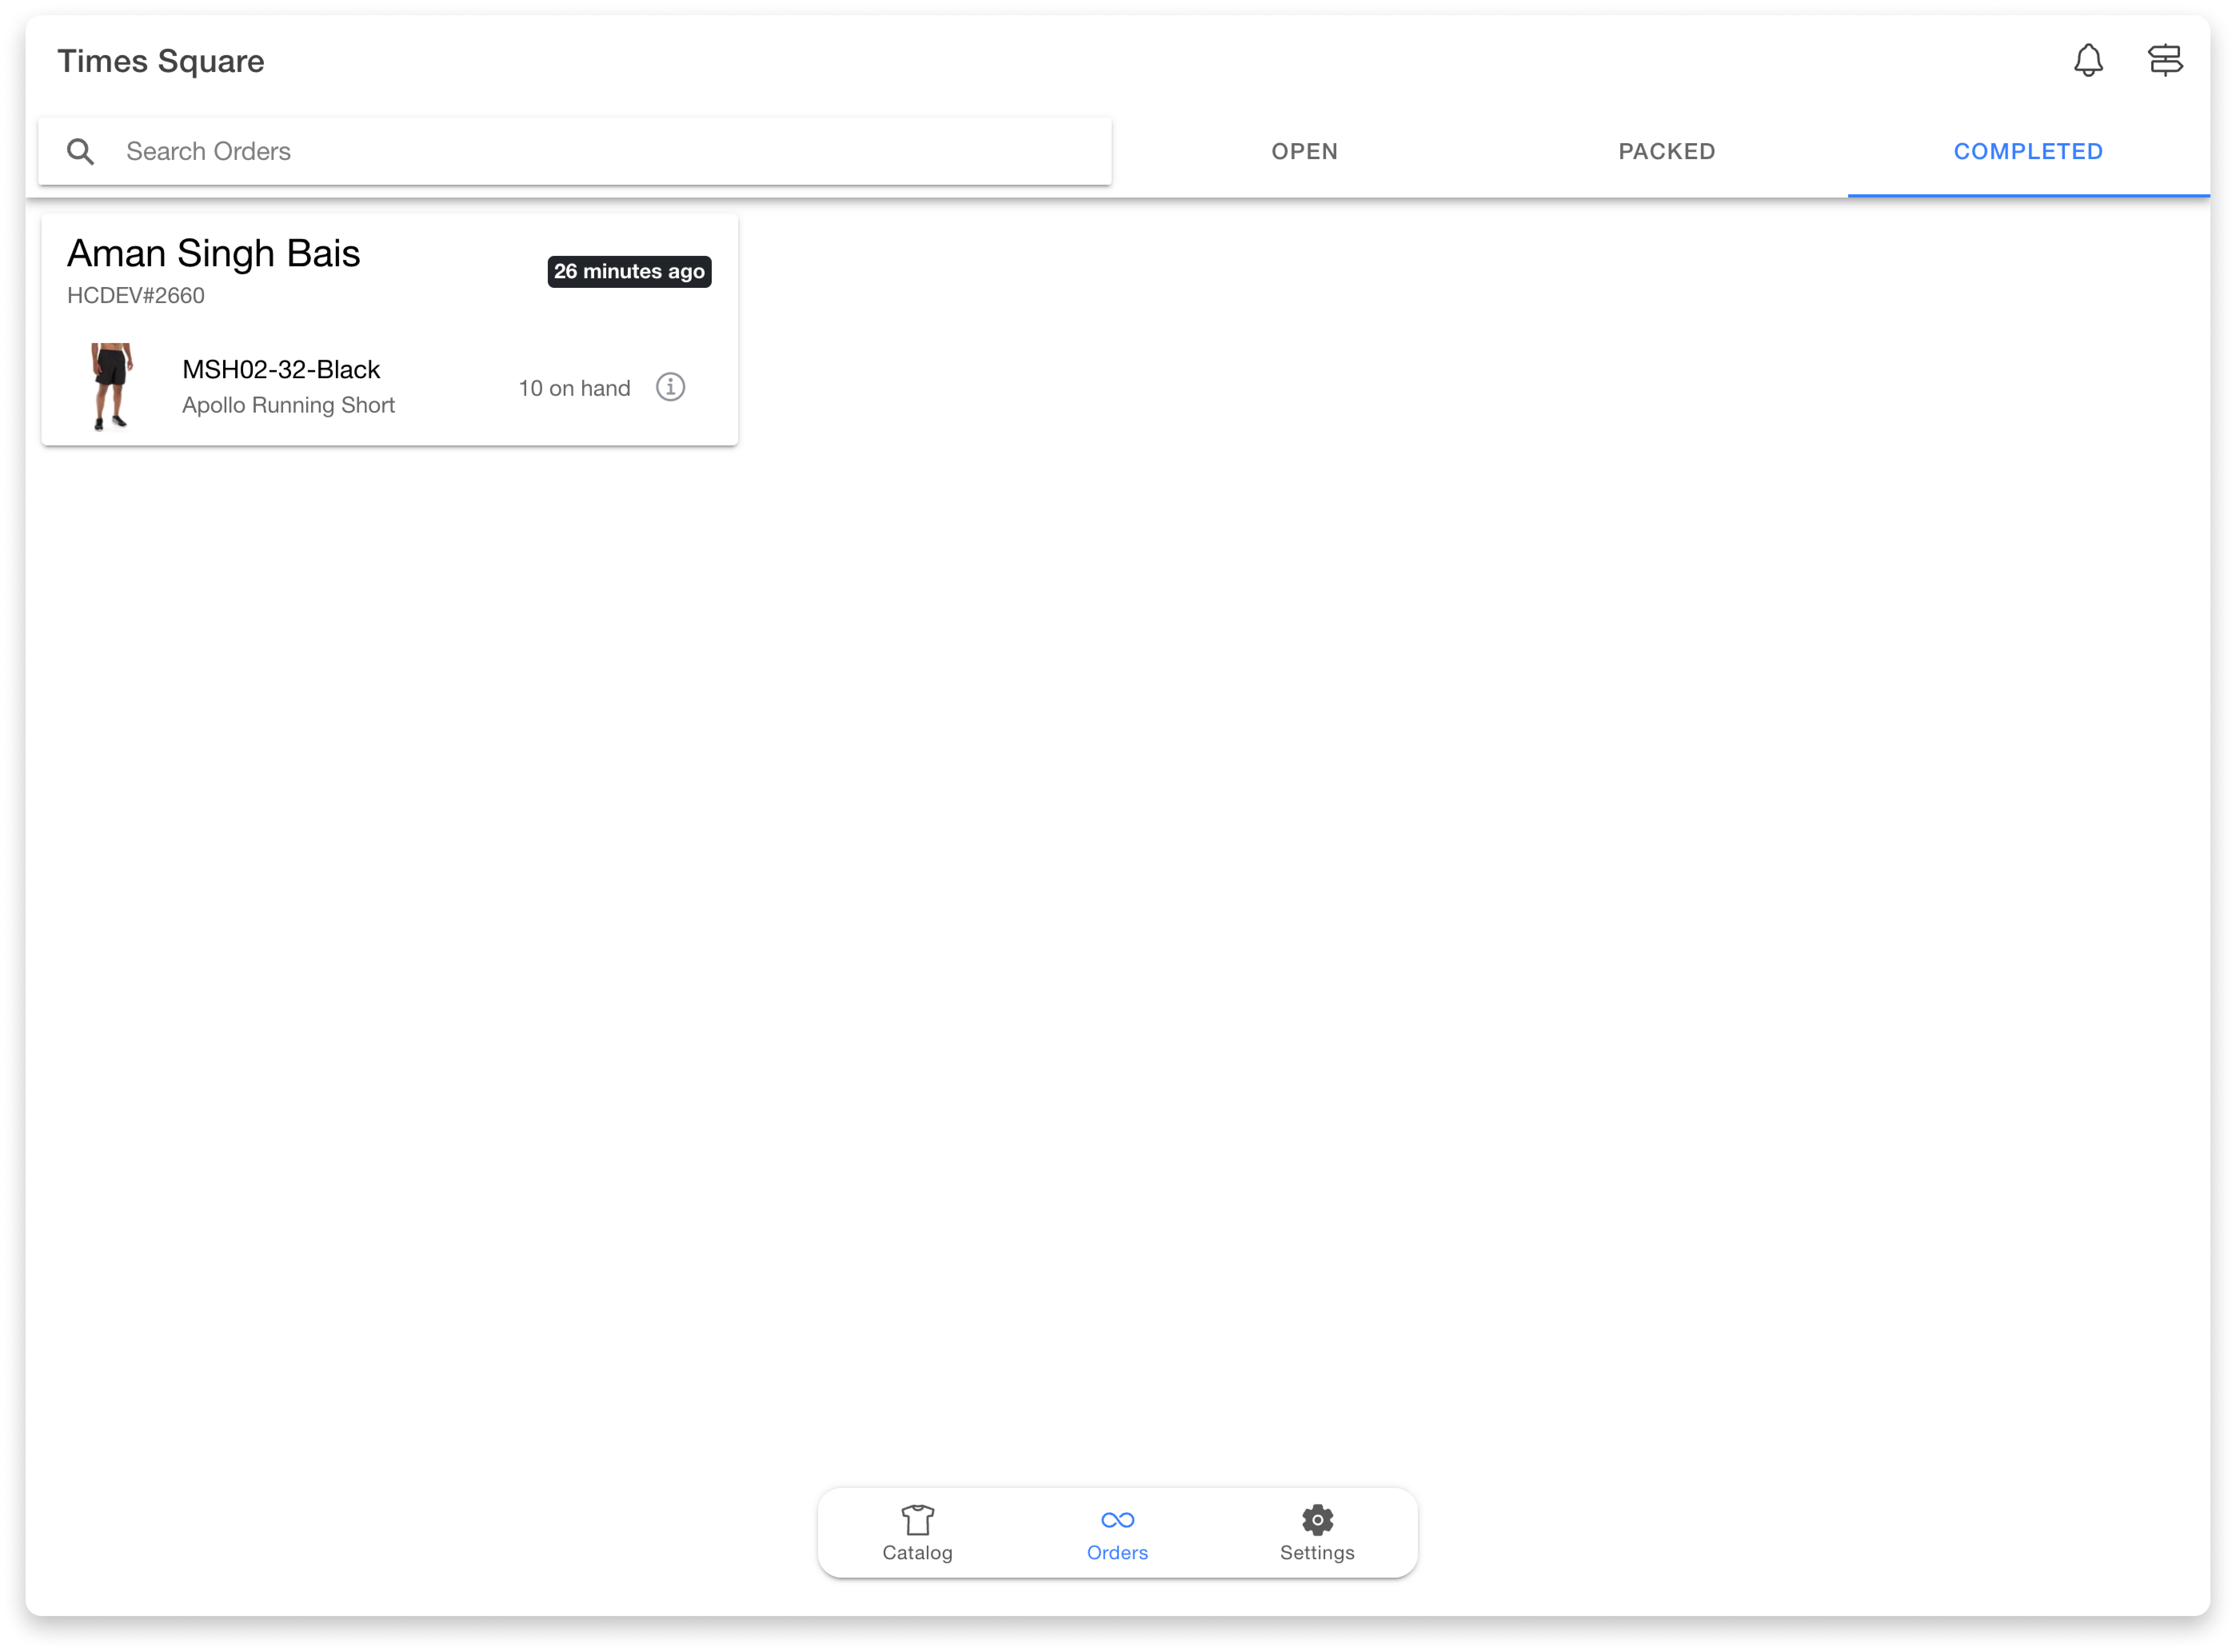 Times Square
Search Orders
OPEN
PACKED
COMPLETED
Aman Singh Bais
HCDEV#2660
26 minutes ago
MSH02-32-Black
Apollo Running Short
10 on hand
Catalog
Orders
Settings